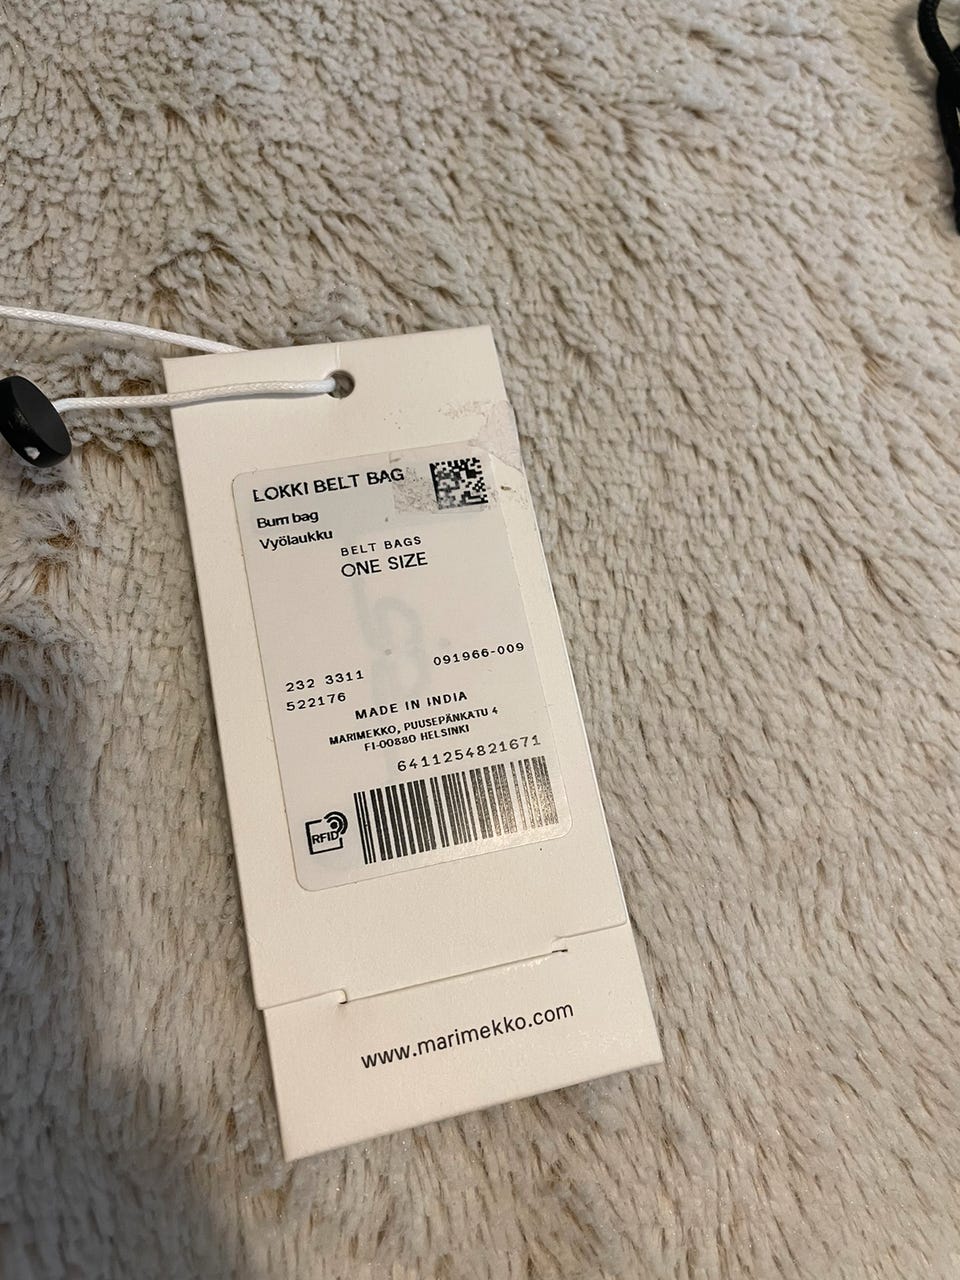 LOKKI BELT BAG
Bum bag
Vyölaukku
BELT BAGS
ONE SIZE
232 3311
091966-009
522176
MADE IN INDIA
MARIMEKKO, PUUSEPÄNKATU 4
FI-00880 HELSINKI
6411254821671
RFID
www.marimekko.com